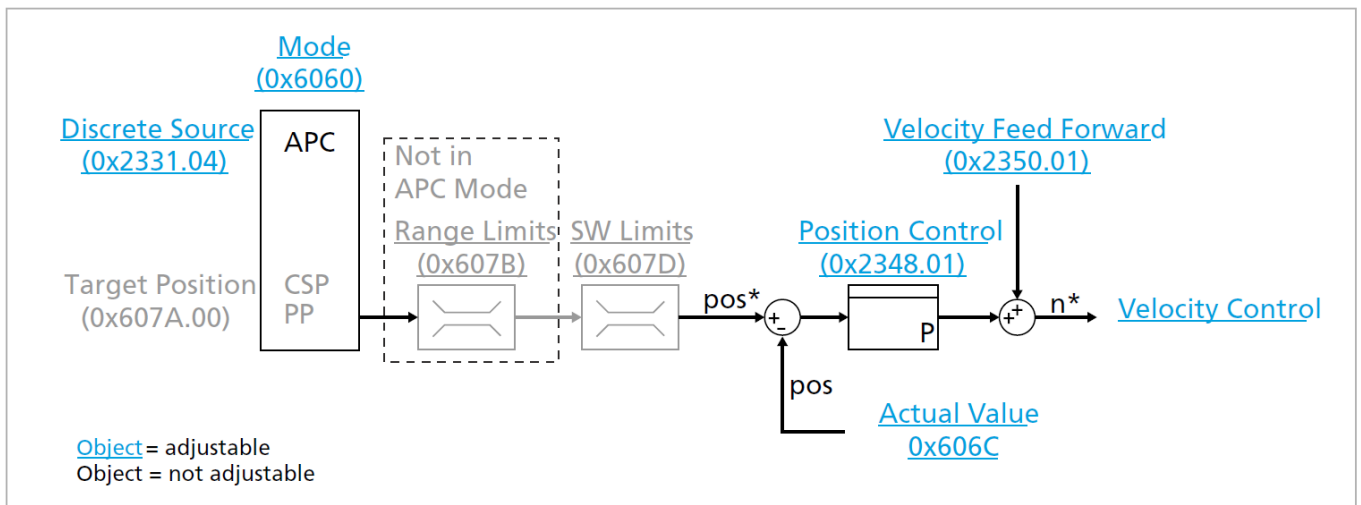 Mode
(0x6060)
Discrete Source
(0x2331.04)
APC
Not in
APC Mode
Velocity Feed Forward
(0x2350.01)
Range Limits
(0x607B)
SW Limits
(0x607D)
Position Control
(0x2348.01)
Target Position
(0x607A.00)
CSP
PP
pos*
+
-
P
+
+
n*
Velocity Control
pos
Actual Value
0x606C
Object = adjustable
Object = not adjustable